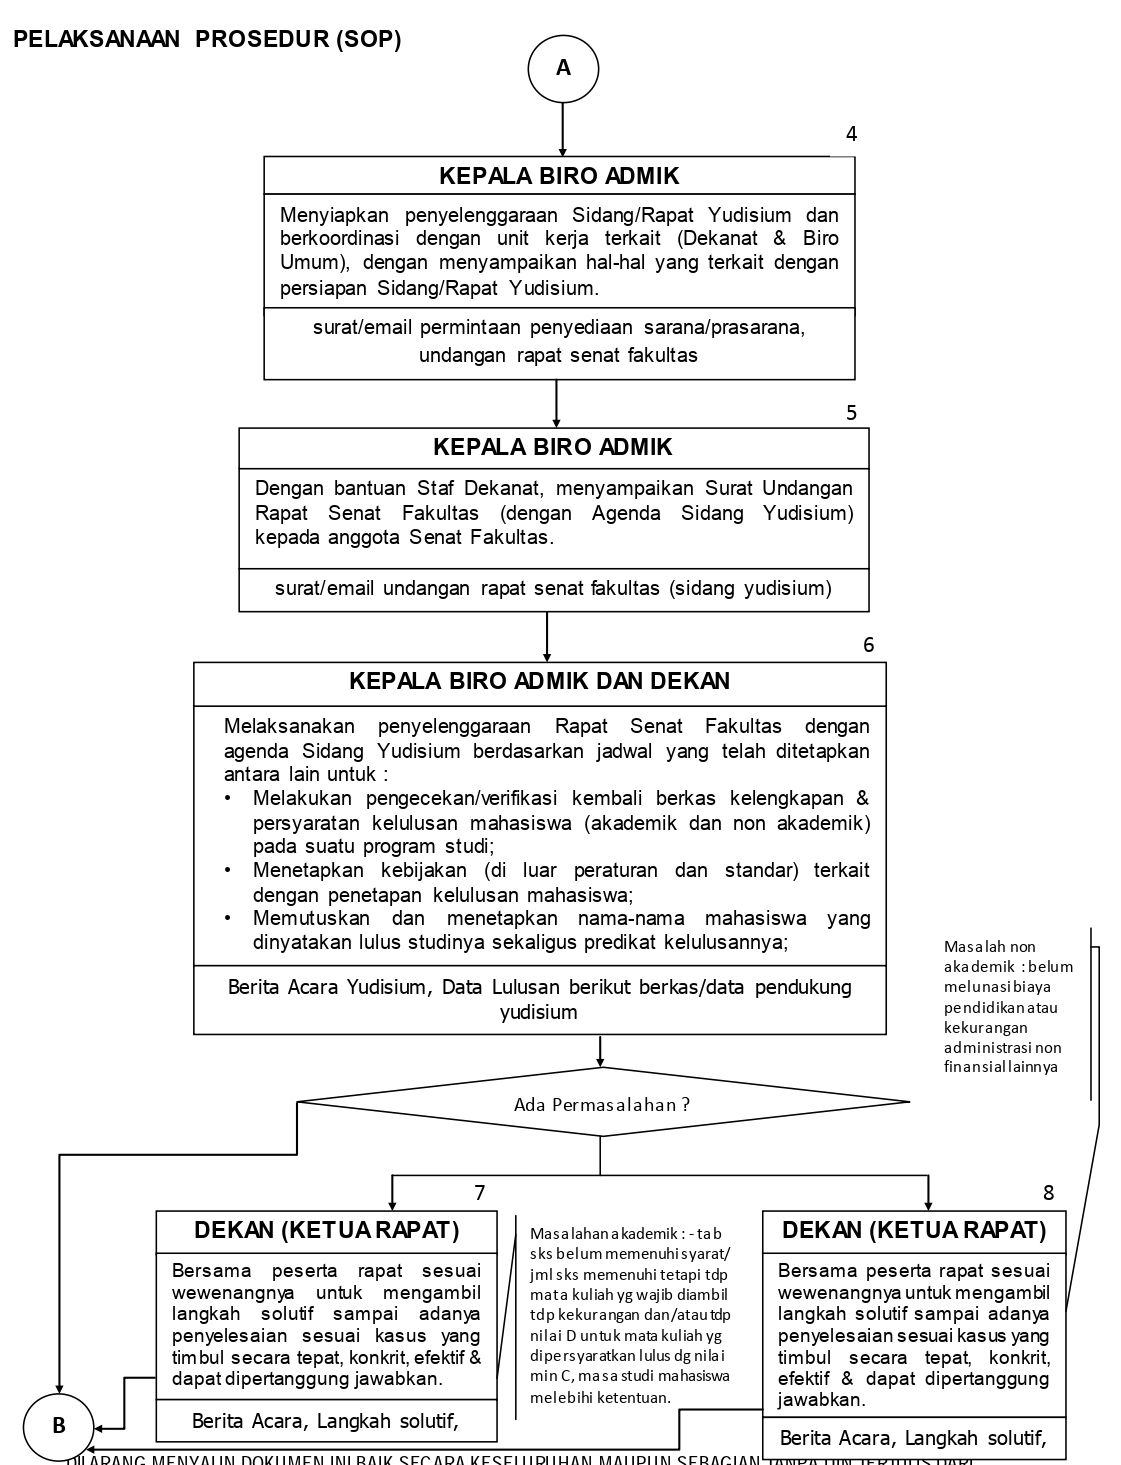 PELAKSANAAN PROSEDUR (SOP)
A
4
KEPALA BIRO ADMIK
Menyiapkan penyelenggaraan Sidang/Rapat Yudisium dan
berkoordinasi dengan unit kerja terkait (Dekanat & Biro
Umum), dengan menyampaikan hal-hal yang terkait dengan
persiapan Sidang/Rapat Yudisium.
surat/email permintaan penyediaan sarana/prasarana,
undangan rapat senat fakultas
5
KEPALA BIRO ADMIK
Dengan bantuan Staf Dekanat, menyampaikan Surat Undangan
Rapat Senat Fakultas (dengan Agenda Sidang Yudisium)
kepada anggota Senat Fakultas.
surat/email undangan rapat senat fakultas (sidang yudisium)
6
KEPALA BIRO ADMIK DAN DEKAN
Melaksanakan penyelenggaraan Rapat Senat Fakultas dengan
agenda Sidang Yudisium berdasarkan jadwal yang telah ditetapkan
antara lain untuk :
• Melakukan pengecekan/verifikasi kembali berkas kelengkapan &
persyaratan kelulusan mahasiswa (akademik dan non akademik)
pada suatu program studi;
• Menetapkan kebijakan (di luar peraturan dan standar) terkait
dengan penetapan kelulusan mahasiswa;
• Memutuskan dan menetapkan nama-nama mahasiswa yang
dinyatakan lulus studinya sekaligus predikat kelulusannya;
Berita Acara Yudisium, Data Lulusan berikut berkas/data pendukung
yudisium
Masalah non
akademik : belum
melunasi biaya
pendidikan atau
kekurangan
administrasi non
finansial lainnya
Ada Permasalahan ?
7
DEKAN (KETUA RAPAT)
Bersama peserta rapat sesuai
wewenangnya untuk mengambil
langkah solutif sampai adanya
penyelesaian sesuai kasus yang
timbul secara tepat, konkrit, efektif &
dapat dipertanggung jawabkan.
Berita Acara, Langkah solutif,
Masalahan akademik : - tab
sks belum memenuhi syarat/
jml sks memenuhi tetapi tdp
mata kuliah yg wajib diambil
tdp kekurangan dan/atau tdp
nilai D untuk mata kuliah yg
dipersyaratkan lulus dg nilai
min C, masa studi mahasiswa
melebihi ketentuan.
8
DEKAN (KETUA RAPAT)
Bersama peserta rapat sesuai
wewenangnya untuk mengambil
langkah solutif sampai adanya
penyelesaian sesuai kasus yang
timbul secara tepat, konkrit,
efektif & dapat dipertanggung
jawabkan.
Berita Acara, Langkah solutif,
B
DILARANG MENYALIN DOKUMEN INI BAIK SECARA KESELURUHAN MAUPUN SEBAGIAN TANPA IJIN TERTULIS DARI